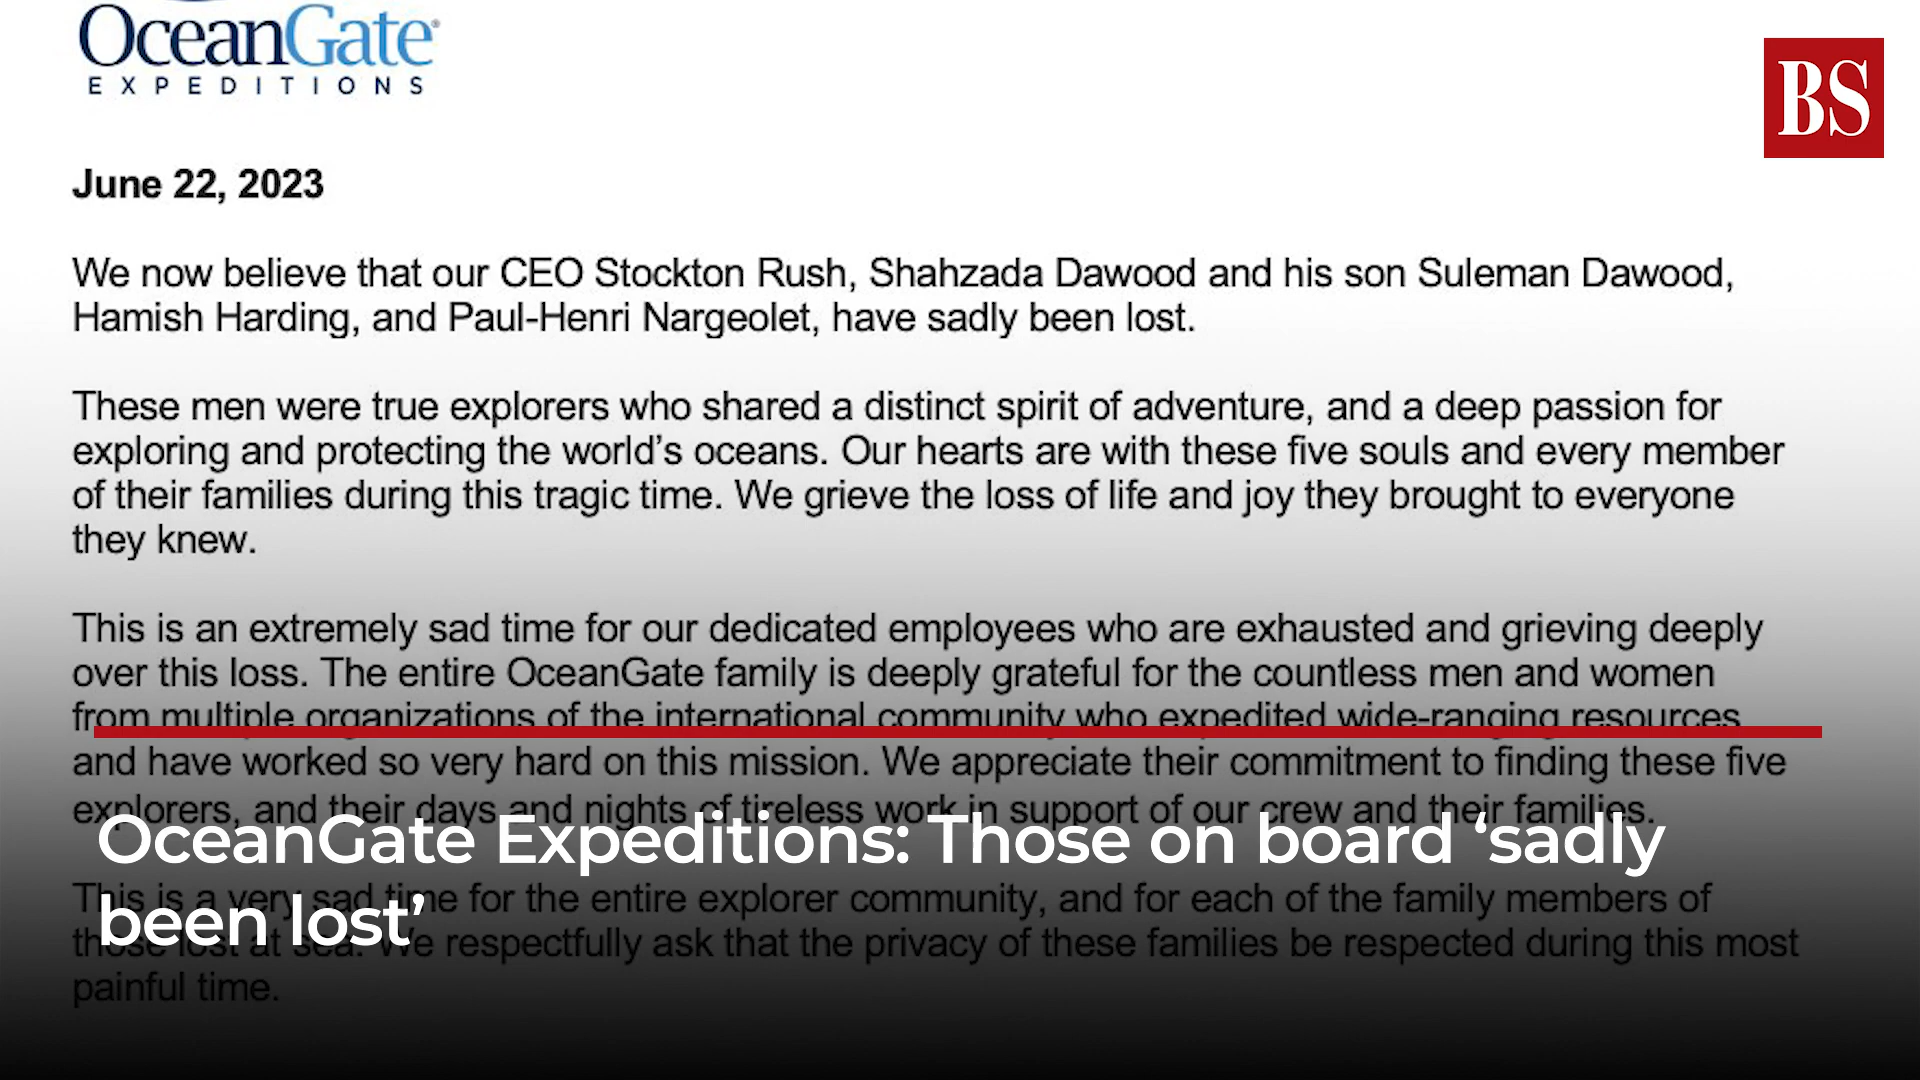 OceanGate®
EXPEDITIONS
BS
June 22, 2023
We now believe that our CEO Stockton Rush, Shahzada Dawood and his son Suleman Dawood,
Hamish Harding, and Paul-Henri Nargeolet, have sadly been lost.
These men were true explorers who shared a distinct spirit of adventure, and a deep passion for
exploring and protecting the world’s oceans. Our hearts are with these five souls and every member
of their families during this tragic time. We grieve the loss of life and joy they brought to everyone
they knew.
This is an extremely sad time for our dedicated employees who are exhausted and grieving deeply
over this loss. The entire OceanGate family is deeply grateful for the countless men and women
from multiple organizations of the international community who expedited wide-ranging resources
and have worked so very hard on this mission. We appreciate their commitment to finding these five
explorers, and their days and nights of tireless work in support of our crew and their families.
This is a very sad time for the entire explorer community, and for each of the family members of
those lost at sea. We respectfully ask that the privacy of these families be respected during this most
painful time.
OceanGate Expeditions: Those on board ‘sadly
been lost’